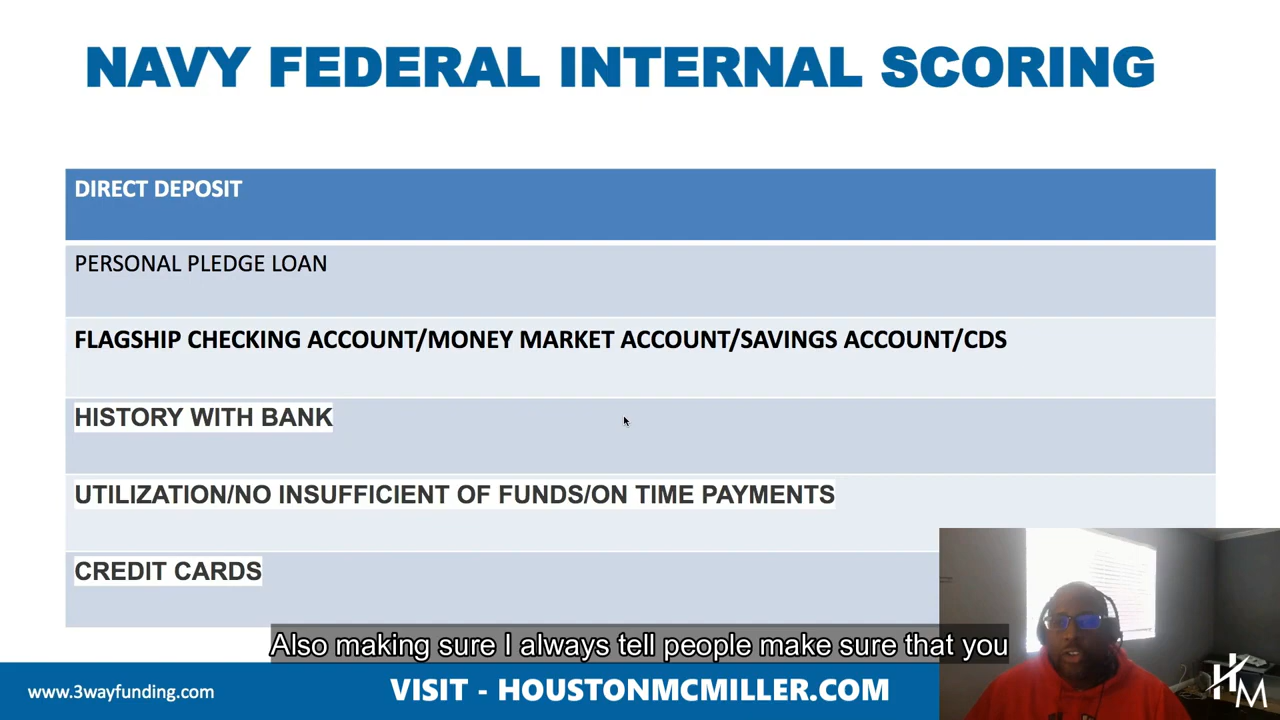 NAVY FEDERAL INTERNAL SCORING
DIRECT DEPOSIT
PERSONAL PLEDGE LOAN
FLAGSHIP CHECKING ACCOUNT/MONEY MARKET ACCOUNT/SAVINGS ACCOUNT/CDS
HISTORY WITH BANK
UTILIZATION/NO INSUFFICIENT OF FUNDS/ON TIME PAYMENTS
CREDIT CARDS
Also making sure I always tell people make sure that you
www.3wayfunding.com
VISIT - HOUSTONMCMILLER.COM
HM